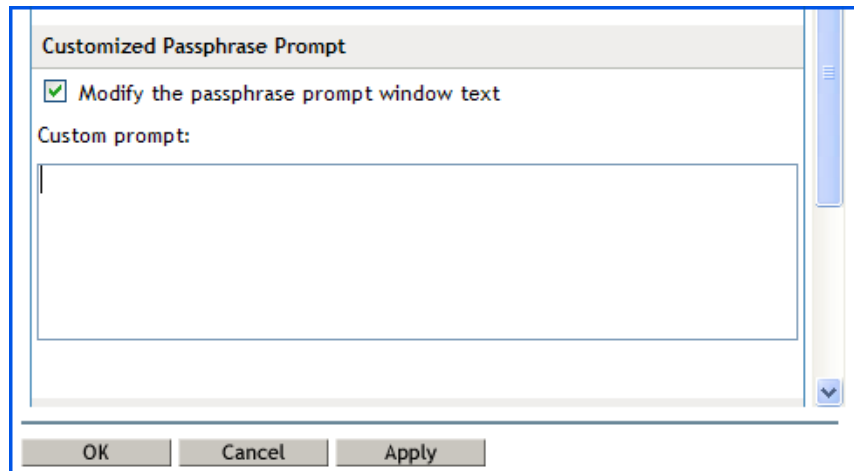 Customized Passphrase Prompt
Modify the passphrase prompt window text
Custom prompt:
OK Cancel Apply